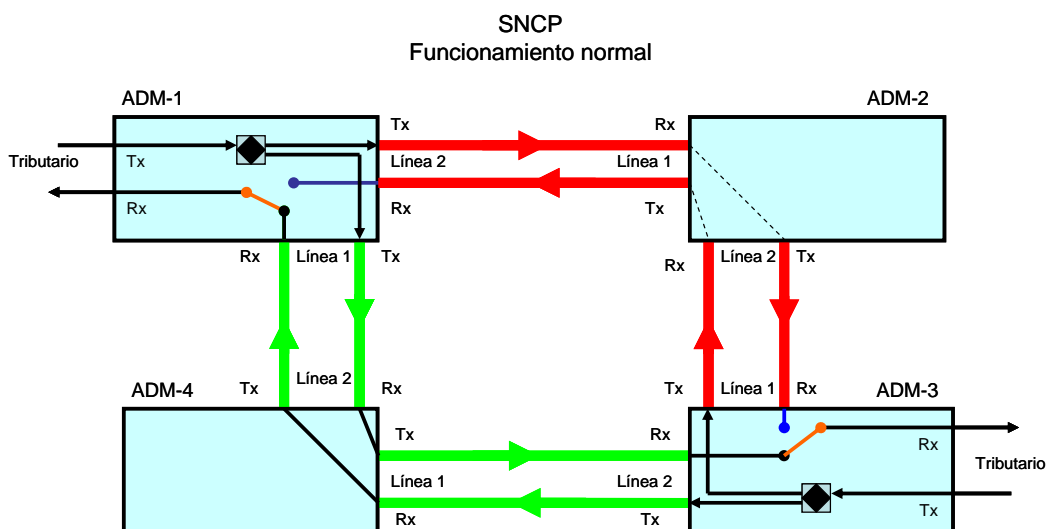 SNCP
Funcionamiento normal
ADM-1
ADM-2
Tx
Rx
Tributario
Tx
Línea 2
Línea 1
Rx
Rx
Tx
Rx
Línea 1
Tx
Rx
Línea 2
Tx
ADM-4
Tx
Línea 2
Rx
Tx
Línea 1
Rx
ADM-3
Tx
Rx
Rx
Línea 1
Línea 2
Tributario
Rx
Tx
Tx